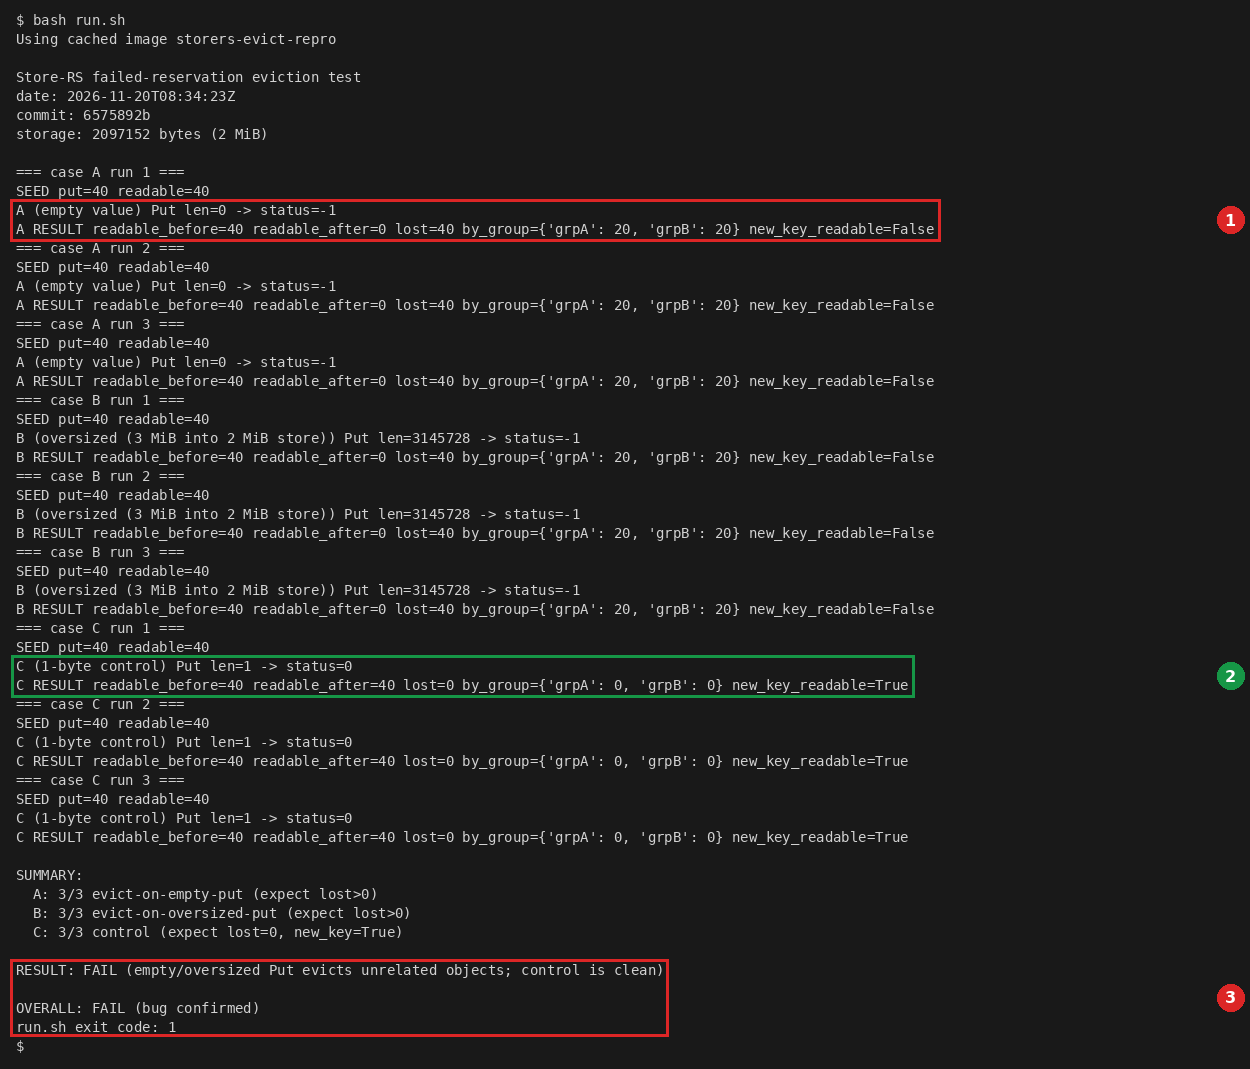 $ bash run.sh
Using cached image storers-evict-repro
Store-RS failed-reservation eviction test
date: 2026-11-20T08:34:23Z
commit: 6575892b
storage: 2097152 bytes (2 MiB)
=== case A run 1 ===
SEED put=40 readable=40
A (empty value) Put len=0 -> status=-1
A RESULT readable_before=40 readable_after=0 lost=40 by_group={'grpA': 20, 'grpB': 20} new_key_readable=False
1
=== case A run 2 ===
SEED put=40 readable=40
A (empty value) Put len=0 -> status=-1
A RESULT readable_before=40 readable_after=0 lost=40 by_group={'grpA': 20, 'grpB': 20} new_key_readable=False
=== case A run 3 ===
SEED put=40 readable=40
A (empty value) Put len=0 -> status=-1
A RESULT readable_before=40 readable_after=0 lost=40 by_group={'grpA': 20, 'grpB': 20} new_key_readable=False
=== case B run 1 ===
SEED put=40 readable=40
B (oversized (3 MiB into 2 MiB store)) Put len=3145728 -> status=-1
B RESULT readable_before=40 readable_after=0 lost=40 by_group={'grpA': 20, 'grpB': 20} new_key_readable=False
=== case B run 2 ===
SEED put=40 readable=40
B (oversized (3 MiB into 2 MiB store)) Put len=3145728 -> status=-1
B RESULT readable_before=40 readable_after=0 lost=40 by_group={'grpA': 20, 'grpB': 20} new_key_readable=False
=== case B run 3 ===
SEED put=40 readable=40
B (oversized (3 MiB into 2 MiB store)) Put len=3145728 -> status=-1
B RESULT readable_before=40 readable_after=0 lost=40 by_group={'grpA': 20, 'grpB': 20} new_key_readable=False
=== case C run 1 ===
SEED put=40 readable=40
C (1-byte control) Put len=1 -> status=0
C RESULT readable_before=40 readable_after=40 lost=0 by_group={'grpA': 0, 'grpB': 0} new_key_readable=True
2
=== case C run 2 ===
SEED put=40 readable=40
C (1-byte control) Put len=1 -> status=0
C RESULT readable_before=40 readable_after=40 lost=0 by_group={'grpA': 0, 'grpB': 0} new_key_readable=True
=== case C run 3 ===
SEED put=40 readable=40
C (1-byte control) Put len=1 -> status=0
C RESULT readable_before=40 readable_after=40 lost=0 by_group={'grpA': 0, 'grpB': 0} new_key_readable=True
SUMMARY:
A: 3/3 evict-on-empty-put (expect lost>0)
B: 3/3 evict-on-oversized-put (expect lost>0)
C: 3/3 control (expect lost=0, new_key=True)
RESULT: FAIL (empty/oversized Put evicts unrelated objects; control is clean)
3
OVERALL: FAIL (bug confirmed)
run.sh exit code: 1
$